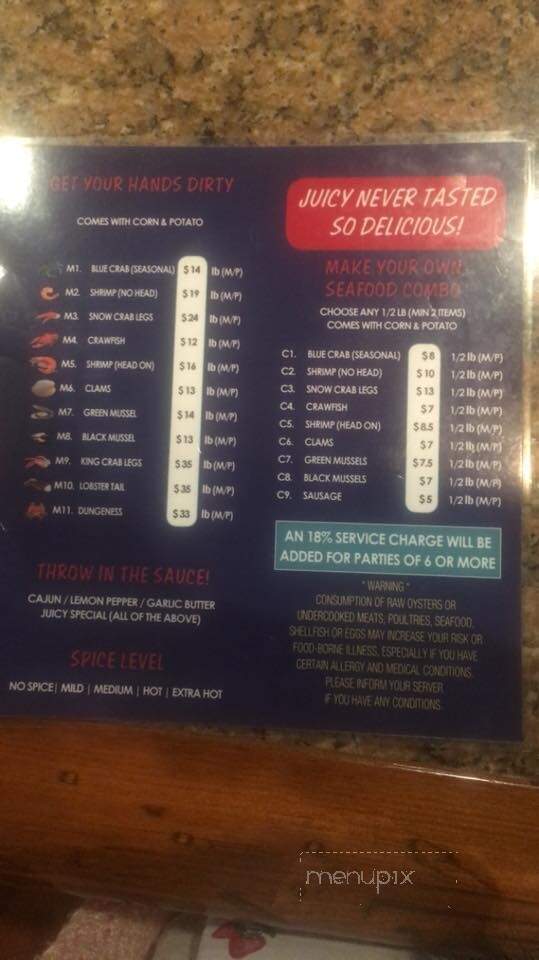 GET YOUR HANDS DIRTY
COMES WITH CORN & POTATO
M1. BLUE CRAB (SEASONAL) $14 lb (M/P)
M2. SHRIMP (NO HEAD) $19 lb (M/P)
M3. SNOW CRAB LEGS $24 lb (M/P)
M4. CRAWFISH $12 lb (M/P)
M5. SHRIMP (HEAD ON) $16 lb (M/P)
M6. CLAMS $13 lb (M/P)
M7. GREEN MUSSEL $14 lb (M/P)
M8. BLACK MUSSEL $13 lb (M/P)
M9. KING CRAB LEGS $35 lb (M/P)
M10. LOBSTER TAIL $35 lb (M/P)
M11. DUNGENESS $33 lb (M/P)
THROW IN THE SAUCE!
CAJUN / LEMON PEPPER / GARLIC BUTTER
JUICY SPECIAL (ALL OF THE ABOVE)
SPICE LEVEL
NO SPICE | MILD | MEDIUM | HOT | EXTRA HOT
JUICY NEVER TASTED
SO DELICIOUS!
MAKE YOUR OWN
SEAFOOD COMBO
CHOOSE ANY 1/2 LB (MIN 2 ITEMS)
COMES WITH CORN & POTATO
C1. BLUE CRAB (SEASONAL) $8 1/2 lb (M/P)
C2. SHRIMP (NO HEAD) $10 1/2 lb (M/P)
C3. SNOW CRAB LEGS $13 1/2 lb (M/P)
C4. CRAWFISH $7 1/2 lb (M/P)
C5. SHRIMP (HEAD ON) $8.5 1/2 lb (M/P)
C6. CLAMS $7 1/2 lb (M/P)
C7. GREEN MUSSELS $7.5 1/2 lb (M/P)
C8. BLACK MUSSELS $7 1/2 lb (M/P)
C9. SAUSAGE $5 1/2 lb (M/P)
AN 18% SERVICE CHARGE WILL BE
ADDED FOR PARTIES OF 6 OR MORE
* WARNING *
CONSUMPTION OF RAW OYSTERS OR
UNDERCOOKED MEATS, POULTRIES, SEAFOOD,
SHELLFISH OR EGGS MAY INCREASE YOUR RISK OR
FOOD-BORNE ILLNESS, ESPECIALLY IF YOU HAVE
CERTAIN ALLERGY AND MEDICAL CONDITIONS.
PLEASE INFORM YOUR SERVER
IF YOU HAVE ANY CONDITIONS.
menupix